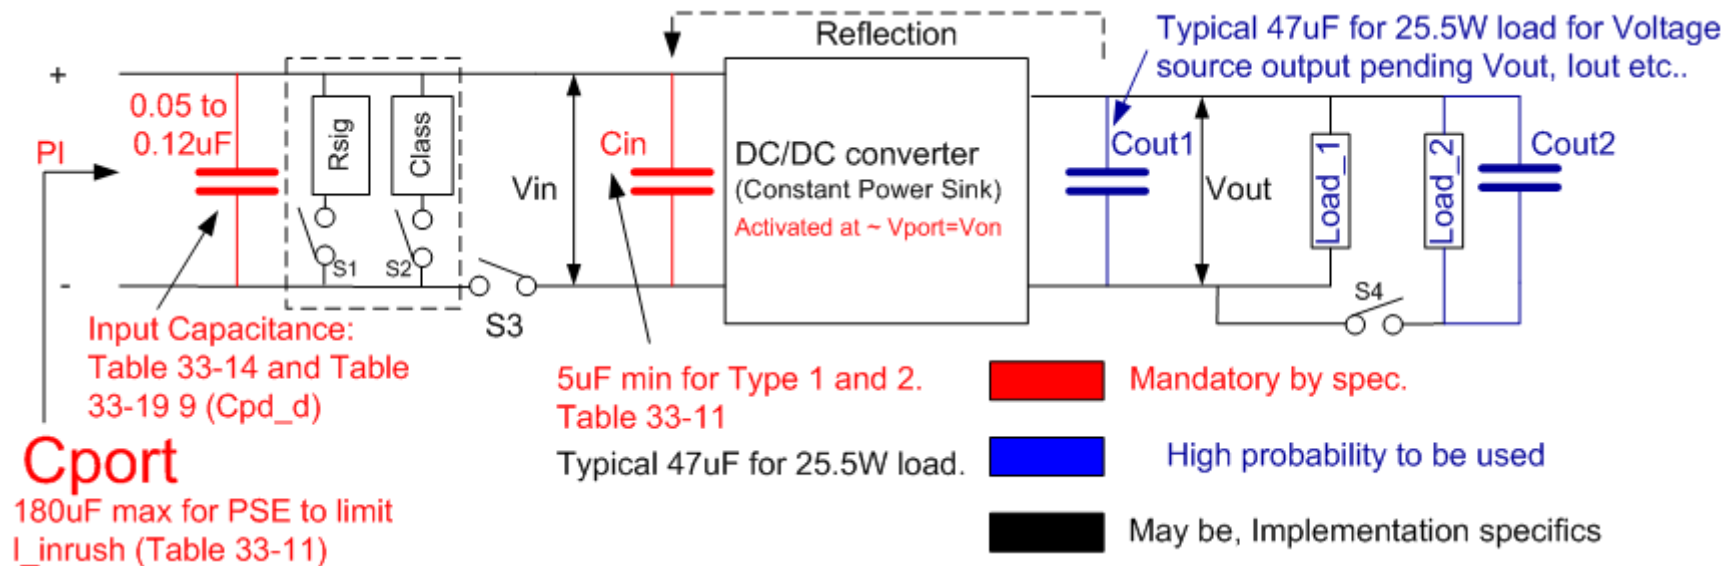 Reflection
Typical 47uF for 25.5W load for Voltage
source output pending Vout, Iout etc..
+
0.05 to
0.12uF
PI
Rsig
Class
Vin
Cin
DC/DC converter
(Constant Power Sink)
Activated at ~ Vport=Von
Cout1
Vout
Load_1
Load_2
Cout2
-
S1
S2
S3
S4
Input Capacitance:
Table 33-14 and Table
33-19 9 (Cpd_d)
5uF min for Type 1 and 2.
Table 33-11
Typical 47uF for 25.5W load.
Mandatory by spec.
High probability to be used
May be, Implementation specifics
Cport
180uF max for PSE to limit
I_inrush (Table 33-11)